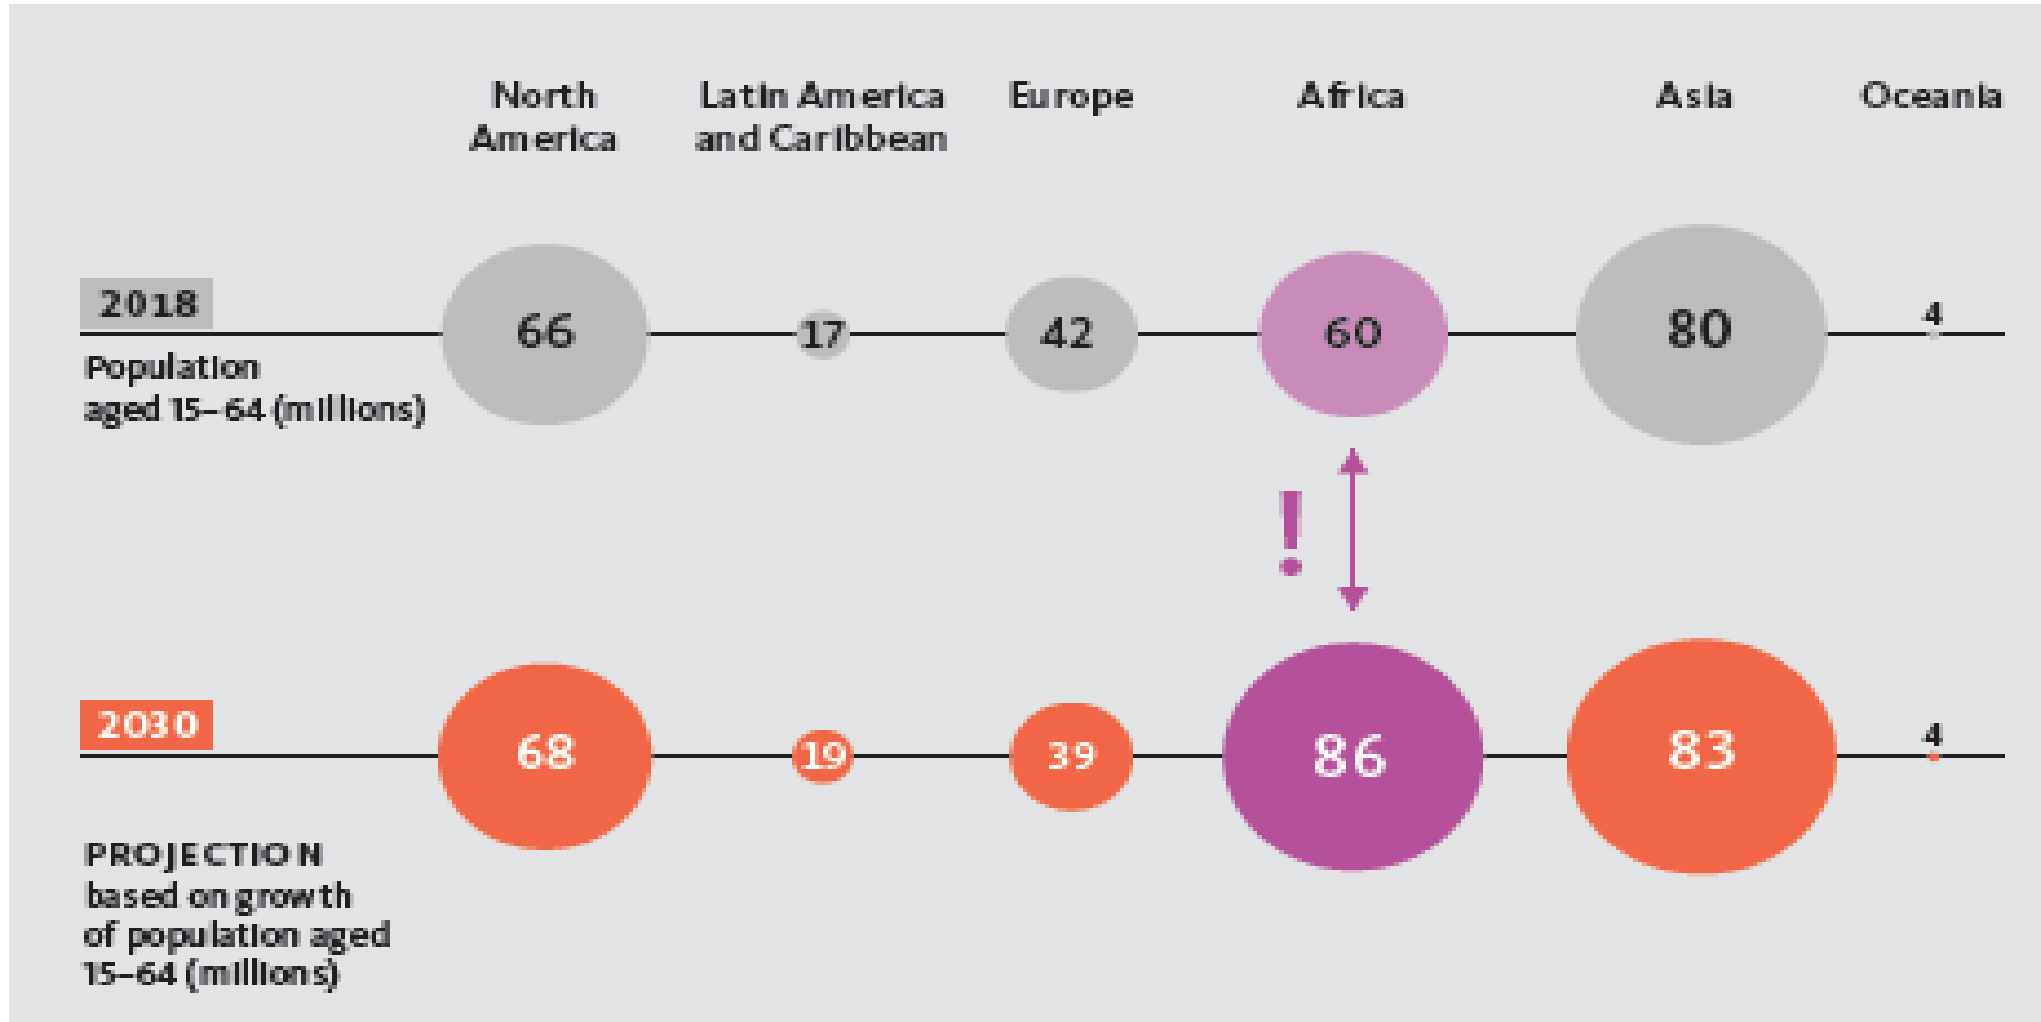 North America
Latin America and Caribbean
Europe
Africa
Asia
Oceania
2018
66
17
42
60
80
4
Population
aged 15–64 (millions)
!
2030
68
19
39
86
83
4
PROJECTION
based on growth
of population aged
15–64 (millions)